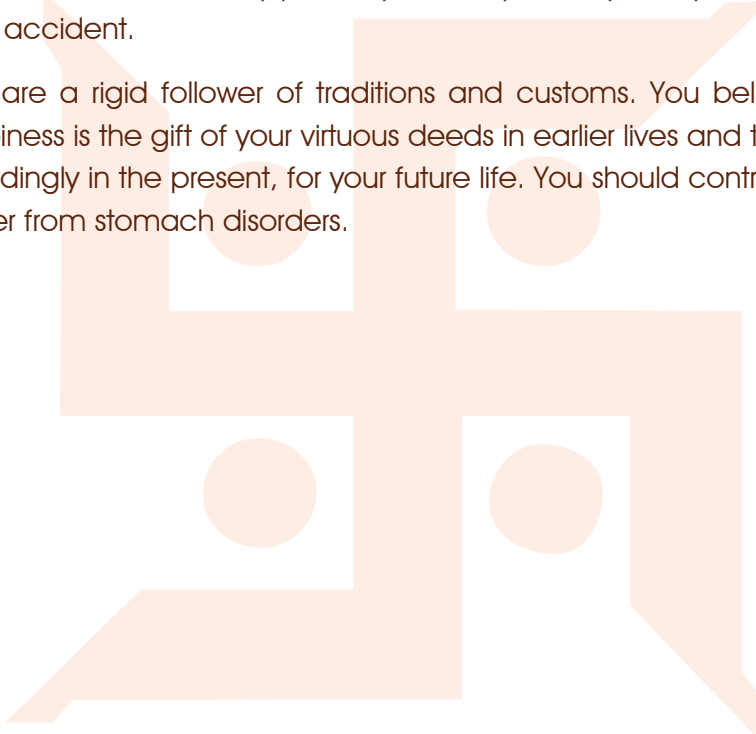 accident.
are a rigid follower of traditions and customs. You bel
iness is the gift of your virtuous deeds in earlier lives and t
dingly in the present, for your future life. You should contr
er from stomach disorders.